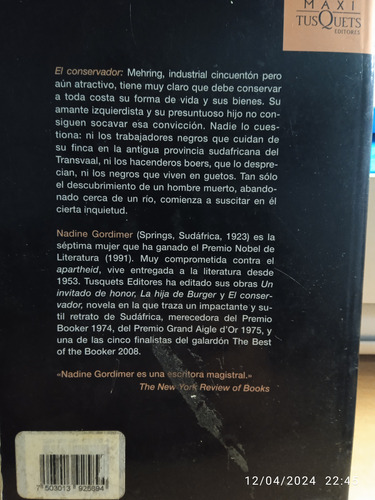 MAXI
TUSQUETS
EDITORES
El conservador: Mehring, industrial cincuentón pero
aún atractivo, tiene muy claro que debe conservar
a toda costa su forma de vida y sus bienes. Su
amante izquierdista y su presuntuoso hijo no con-
siguen socavar esa convicción. Nadie lo cues-
tiona: ni los trabajadores negros que cuidan de
su finca en la antigua provincia sudafricana del
Transvaal, ni los hacenderos boers, que lo despre-
cian, ni los negros que viven en guetos. Tan sólo
el descubrimiento de un hombre muerto, abando-
nado cerca de un río, comienza a suscitar en él
cierta inquietud.
Nadine Gordimer (Springs, Sudáfrica, 1923) es la
séptima mujer que ha ganado el Premio Nobel de
Literatura (1991). Muy comprometida contra el
apartheid, vive entregada a la literatura desde
1953. Tusquets Editores ha editado sus obras Un
invitado de honor, La hija de Burger y El conser-
vador, novela en la que traza un impactante y su-
til retrato de Sudáfrica, merecedora del Premio
Booker 1974, del Premio Grand Aigle d'Or 1975, y
una de las cinco finalistas del galardón The Best
of the Booker 2008.
«Nadine Gordimer es una escritora magistral.»
The New York Review of Books
7 503013 925694
12/04/2024 22:45